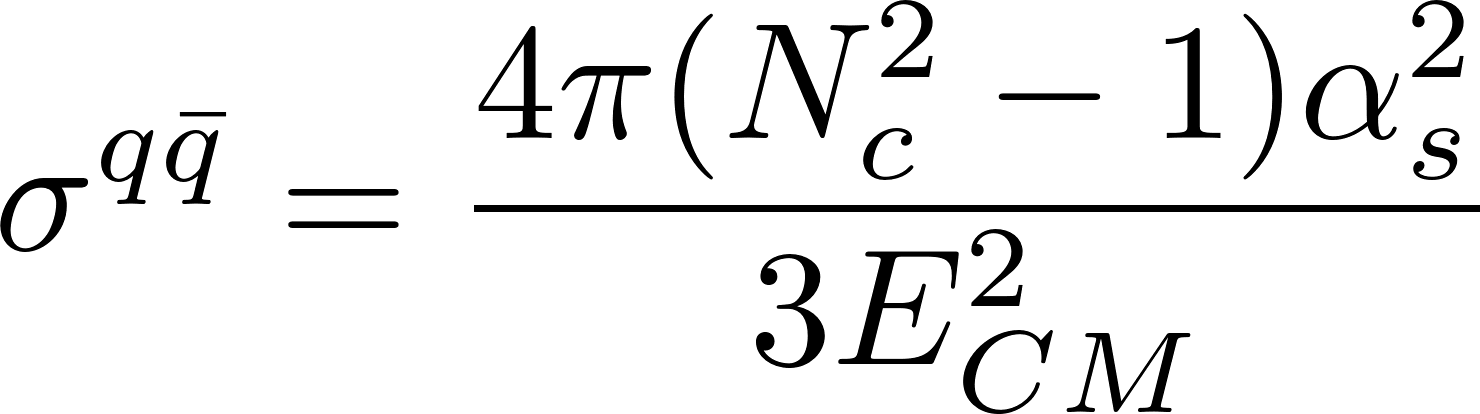 σ^{q\bar{q}} = \frac{4π(N_c^2 − 1)α_s^2}{3E_{CM}^2}